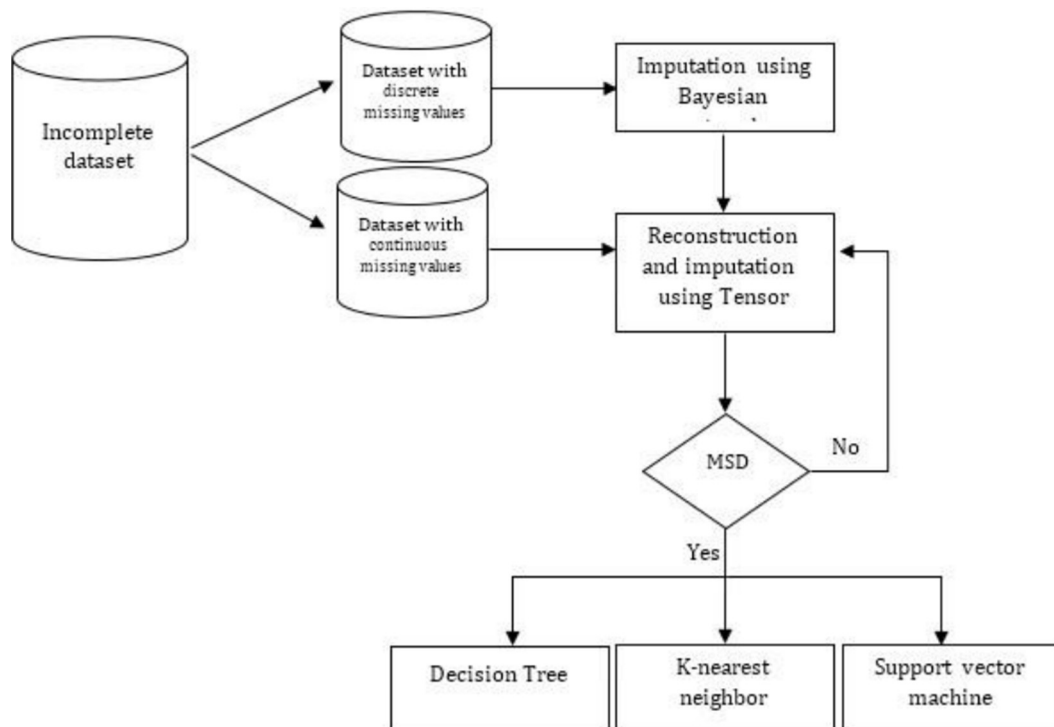 Incomplete
dataset
Dataset with
discrete
missing values
Imputation using
Bayesian
Dataset with
continuous
missing values
Reconstruction
and imputation
using Tensor
MSD
No
Yes
Decision Tree
K-nearest
neighbor
Support vector
machine